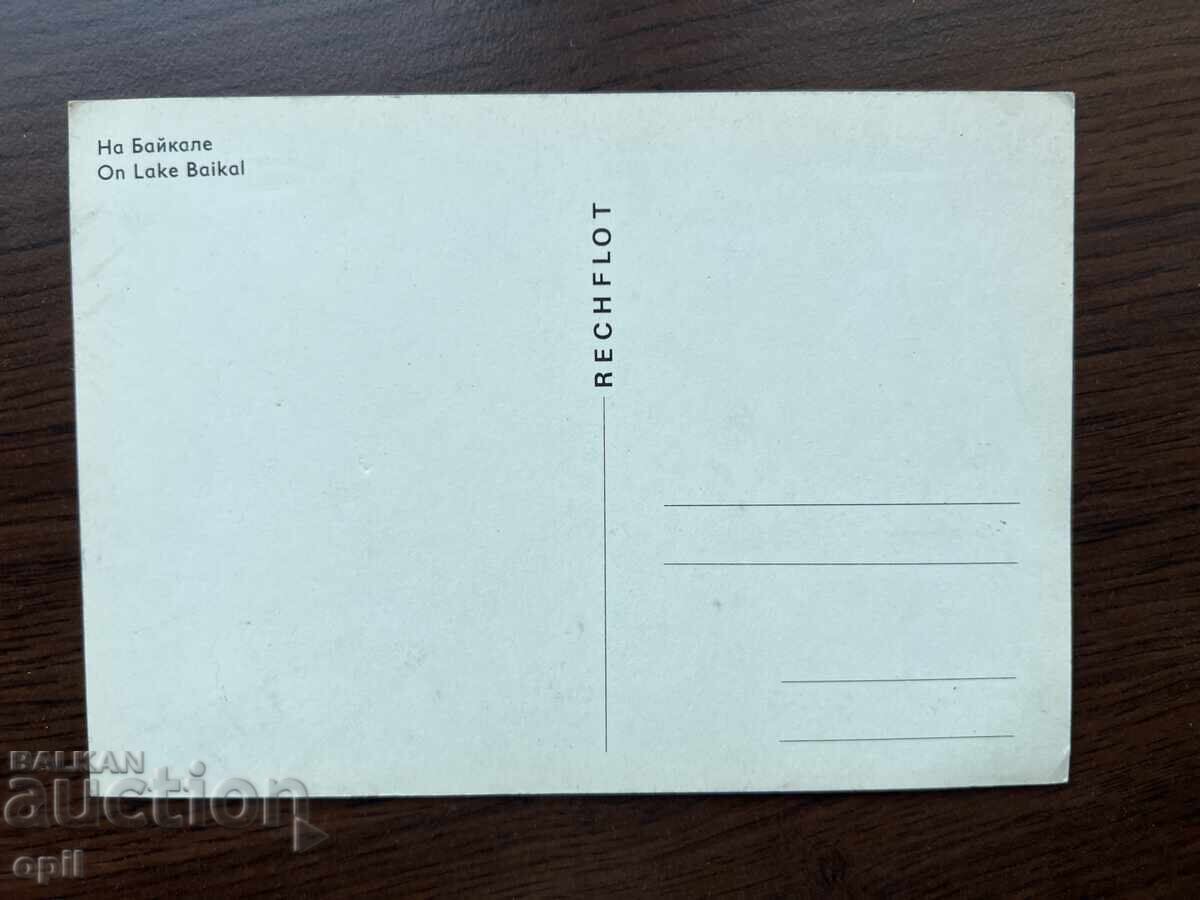 На Байкале
On Lake Baikal
RECHFLOT
BALKAN
auction
opil